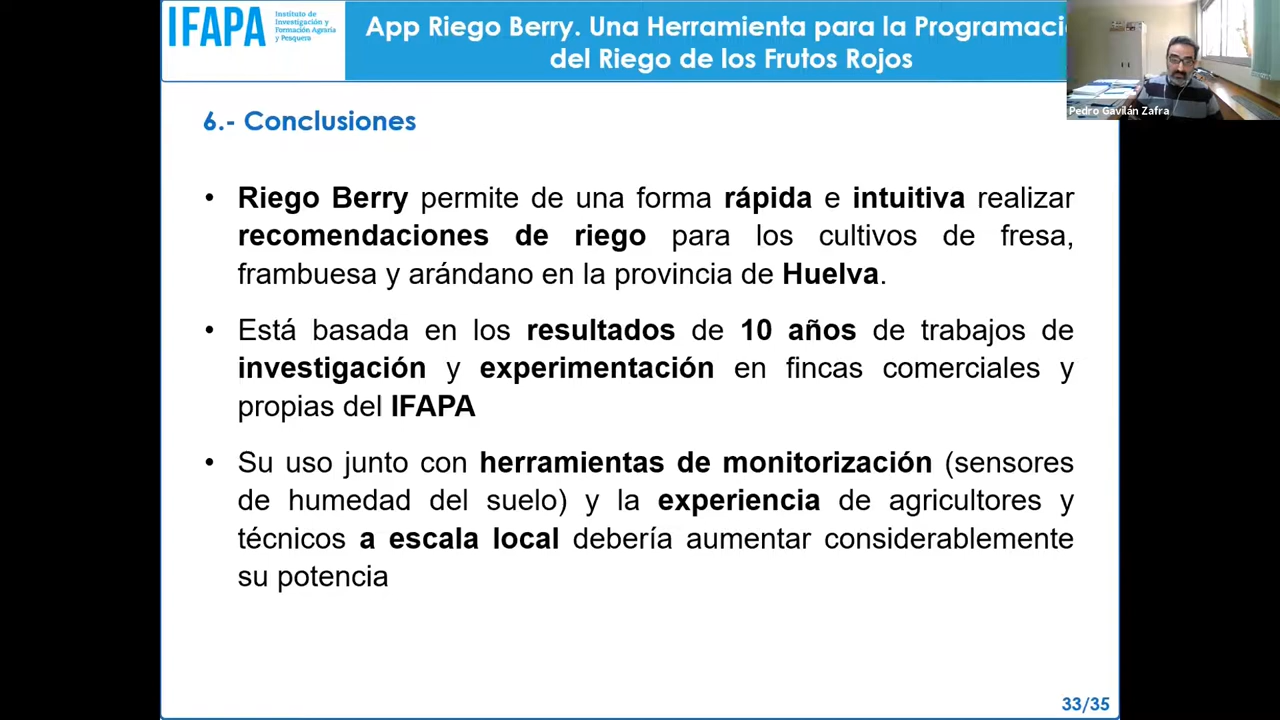 IFAPA
Instituto de
Investigación y
Formación Agraria
y Pesquera
App Riego Berry. Una Herramienta para la Programaci
del Riego de los Frutos Rojos
Pedro Gavilán Zafra
6.- Conclusiones
• Riego Berry permite de una forma rápida e intuitiva realizar
recomendaciones de riego para los cultivos de fresa,
frambuesa y arándano en la provincia de Huelva.
• Está basada en los resultados de 10 años de trabajos de
investigación y experimentación en fincas comerciales y
propias del IFAPA
• Su uso junto con herramientas de monitorización (sensores
de humedad del suelo) y la experiencia de agricultores y
técnicos a escala local debería aumentar considerablemente
su potencia
33/35